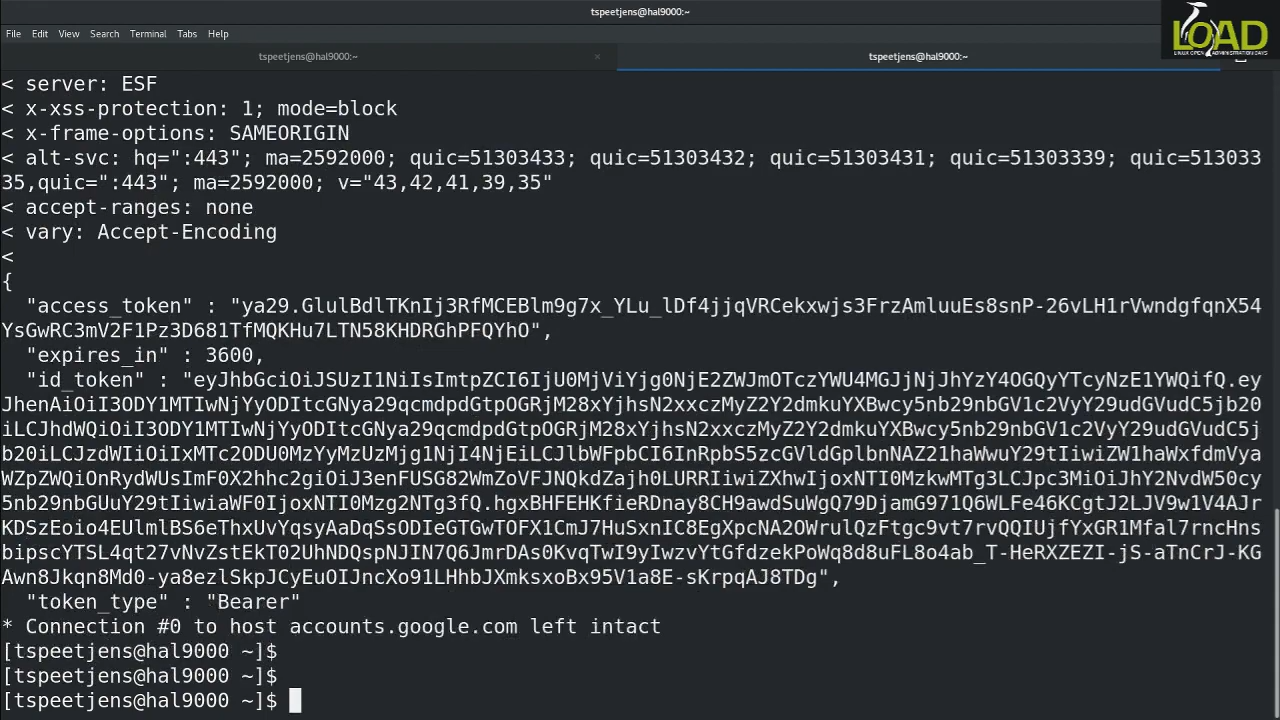 tspeetjens@hal9000:~
File Edit View Search Terminal Tabs Help
LOAD
LINUX OPEN ADMINISTRATION DAYS
tspeetjens@hal9000:~ × tspeetjens@hal9000:~
< server: ESF
< x-xss-protection: 1; mode=block
< x-frame-options: SAMEORIGIN
< alt-svc: hq=":443"; ma=2592000; quic=51303433; quic=51303432; quic=51303431; quic=51303339; quic=513033
35,quic=":443"; ma=2592000; v="43,42,41,39,35"
< accept-ranges: none
< vary: Accept-Encoding
<
{
"access_token" : "ya29.GlulBdlTKnIj3RfMCEBlm9g7x_YLu_lDf4jjqVRCekxwjs3FrzAmluuEs8snP-26vLH1rVwndgfqnX54
YsGwRC3mV2F1Pz3D681TfMQKHu7LTN58KHDRGhPFQYhO",
"expires_in" : 3600,
"id_token" : "eyJhbGciOiJSUzI1NiIsImtpZCI6IjU0MjViYjg0NjE2ZWJmOTczYWU4MGJjNjJhYzY4OGQyYTcyNzE1YWQifQ.ey
JhenAiOiI3ODY1MTIwNjYyODItcGNya29qcmdpdGtpOGRjM28xYjhsN2xxczMyZ2Y2dmkuYXBwcy5nb29nbGV1c2VyY29udGVudC5jb20
iLCJhdWQiOiI3ODY1MTIwNjYyODItcGNya29qcmdpdGtpOGRjM28xYjhsN2xxczMyZ2Y2dmkuYXBwcy5nb29nbGV1c2VyY29udGVudC5j
b20iLCJzdWIiOiIxMTc2ODU0MzYyMzUzMjg1NjI4NjEiLCJlbWFpbCI6InRpbS5zcGVldGplbnNAZ21haWwuY29tIiwiZW1haWxfdmVya
WZpZWQiOnRydWUsImF0X2hhc2giOiJ3enFUSG82WmZoVFJNQkdZajh0LURRIiwiZXhwIjoxNTI0MzkwMTg3LCJpc3MiOiJhY2NvdW50cy
5nb29nbGUuY29tIiwiaWF0IjoxNTI0Mzg2NTg3fQ.hgxBHFEHKfieRDnay8CH9awdSuWgQ79DjamG971Q6WLFe46KCgtJ2LJV9w1V4AJr
KDSzEoio4EUlmlBS6eThxUvYqsyAaDqSsODIeGTGwTOFX1CmJ7HuSxnIC8EgXpcNA2OWrulQzFtgc9vt7rvQQIUjfYxGR1Mfal7rncHns
bipscYTSL4qt27vNvZstEkT02UhNDQspNJIN7Q6JmrDAs0KvqTwI9yIwzvYtGfdzekPoWq8d8uFL8o4ab_T-HeRXZEZI-jS-aTnCrJ-KG
Awn8Jkqn8Md0-ya8ezlSkpJCyEuOIJncXo91LHhbJXmksxoBx95V1a8E-sKrpqAJ8TDg",
"token_type" : "Bearer"
* Connection #0 to host accounts.google.com left intact
[tspeetjens@hal9000 ~]$
[tspeetjens@hal9000 ~]$
[tspeetjens@hal9000 ~]$